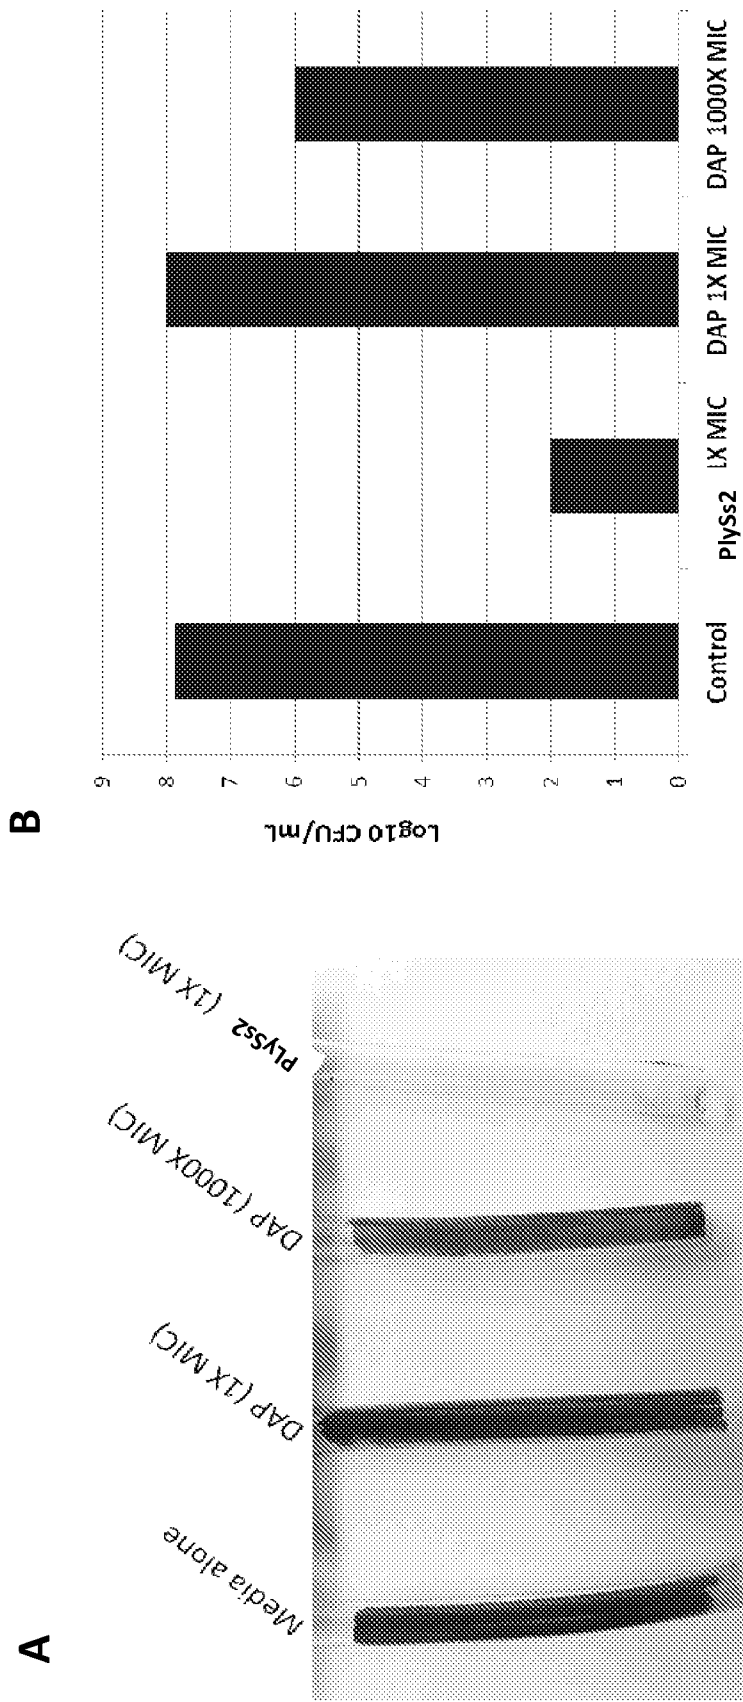 A
Media alone
DAP (1X MIC)
DAP (1000X MIC)
PLySs2 (1X MIC)
B
Log10 CFU/mL
9
8
7
6
5
4
3
2
1
0
Control
PlySs2 1X MIC
DAP 1X MIC
DAP 1000X MIC